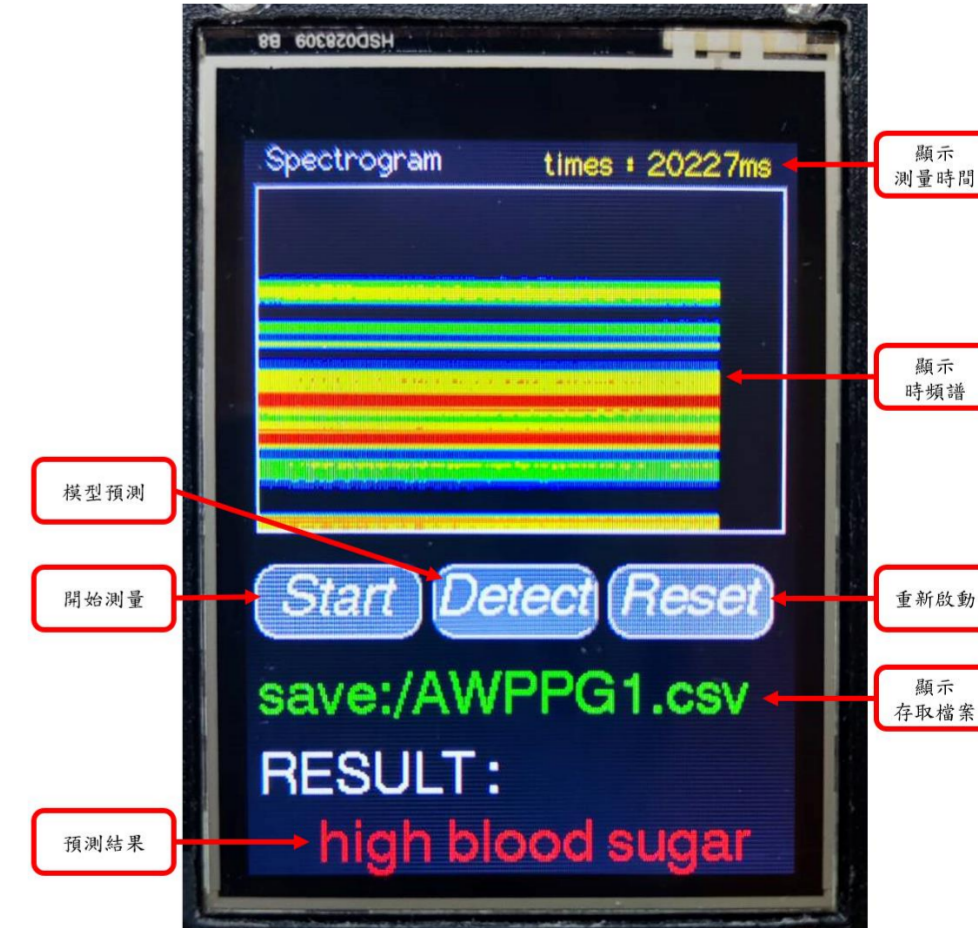 HSD028309 B8
Spectrogram
times : 20227ms
顯示
測量時間
顯示
時頻譜
模型預測
開始測量
Start
Detect
Reset
重新啟動
save:/AWPPG1.csv
顯示
存取檔案
RESULT :
預測結果
high blood sugar